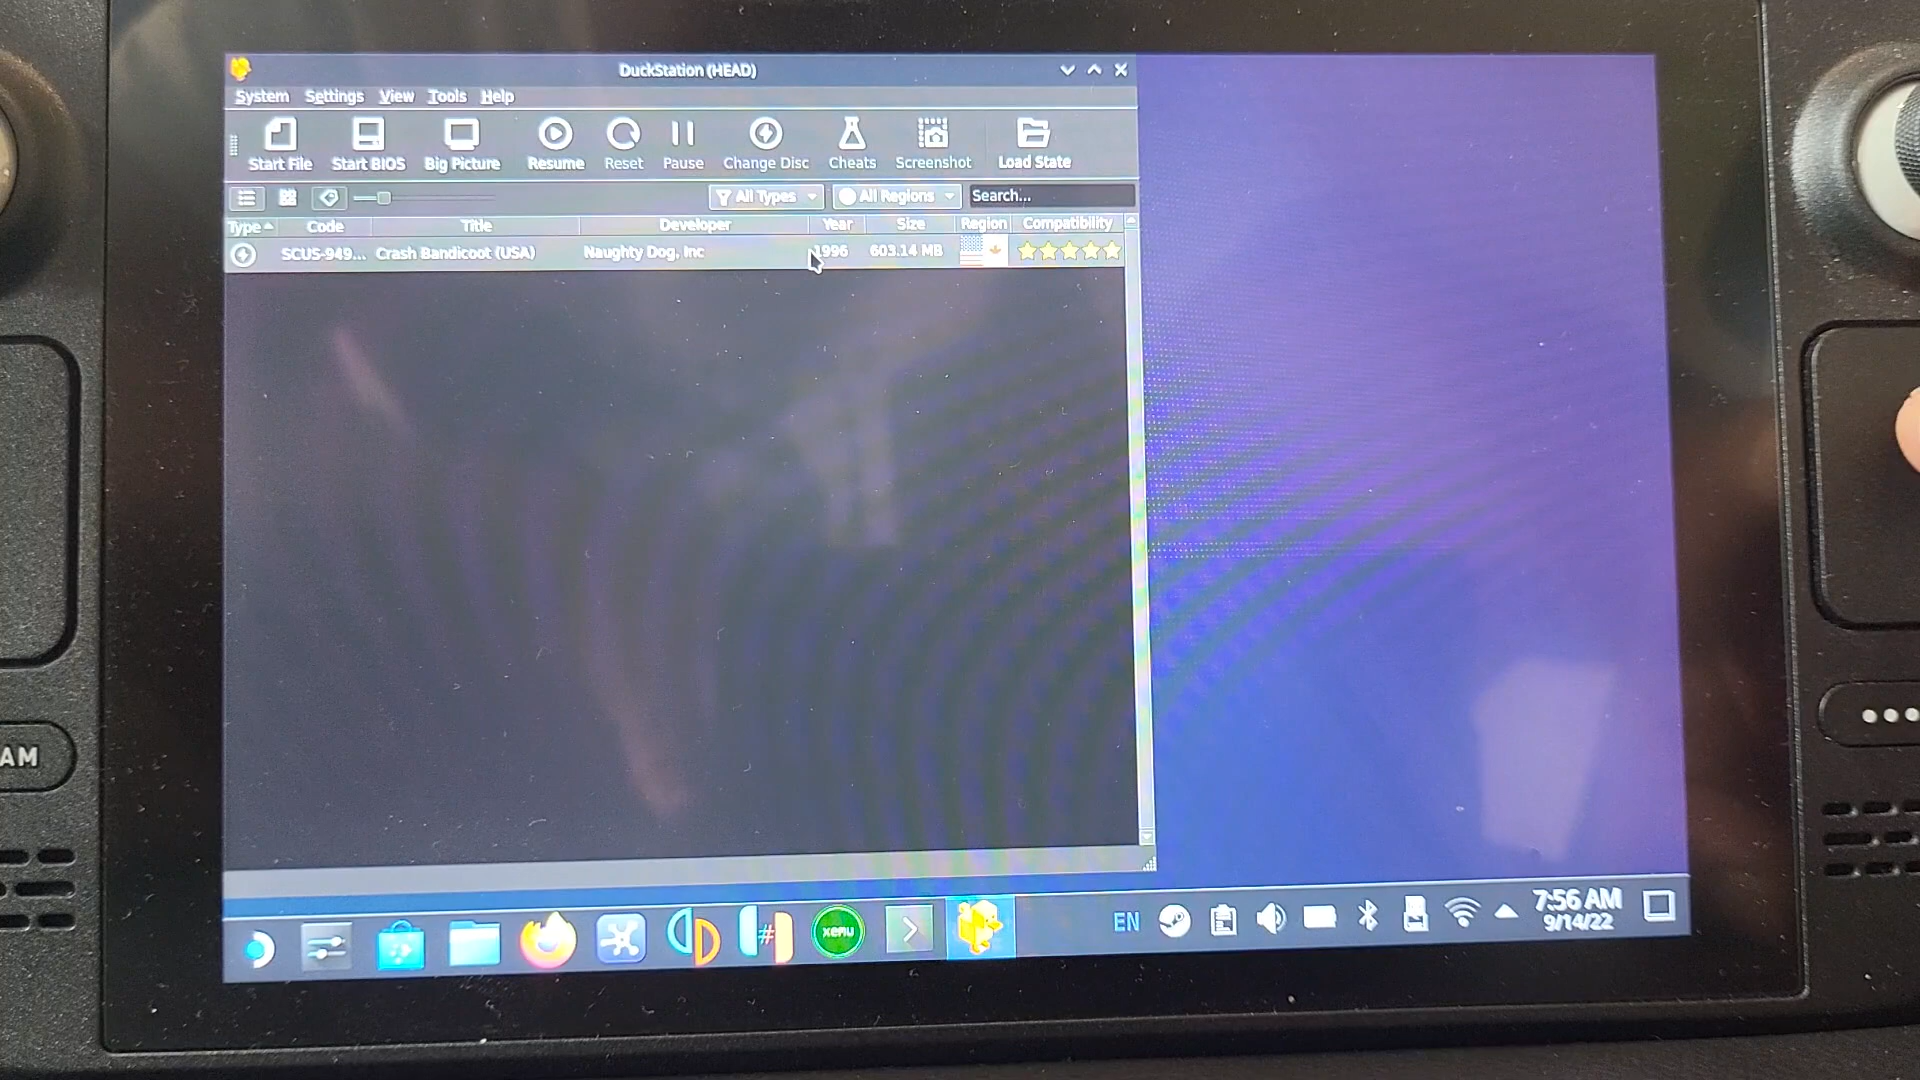 DuckStation (HEAD)
System Settings View Tools Help
Start File Start BIOS Big Picture Resume Reset Pause Change Disc Cheats Screenshot Load State
All Types All Regions Search...
Type Code Title Developer Year Size Region Compatibility
SCUS-949... Crash Bandicoot (USA) Naughty Dog, Inc 1996 603.14 MB
AM
# xemu EN 7:56 AM
9/14/22